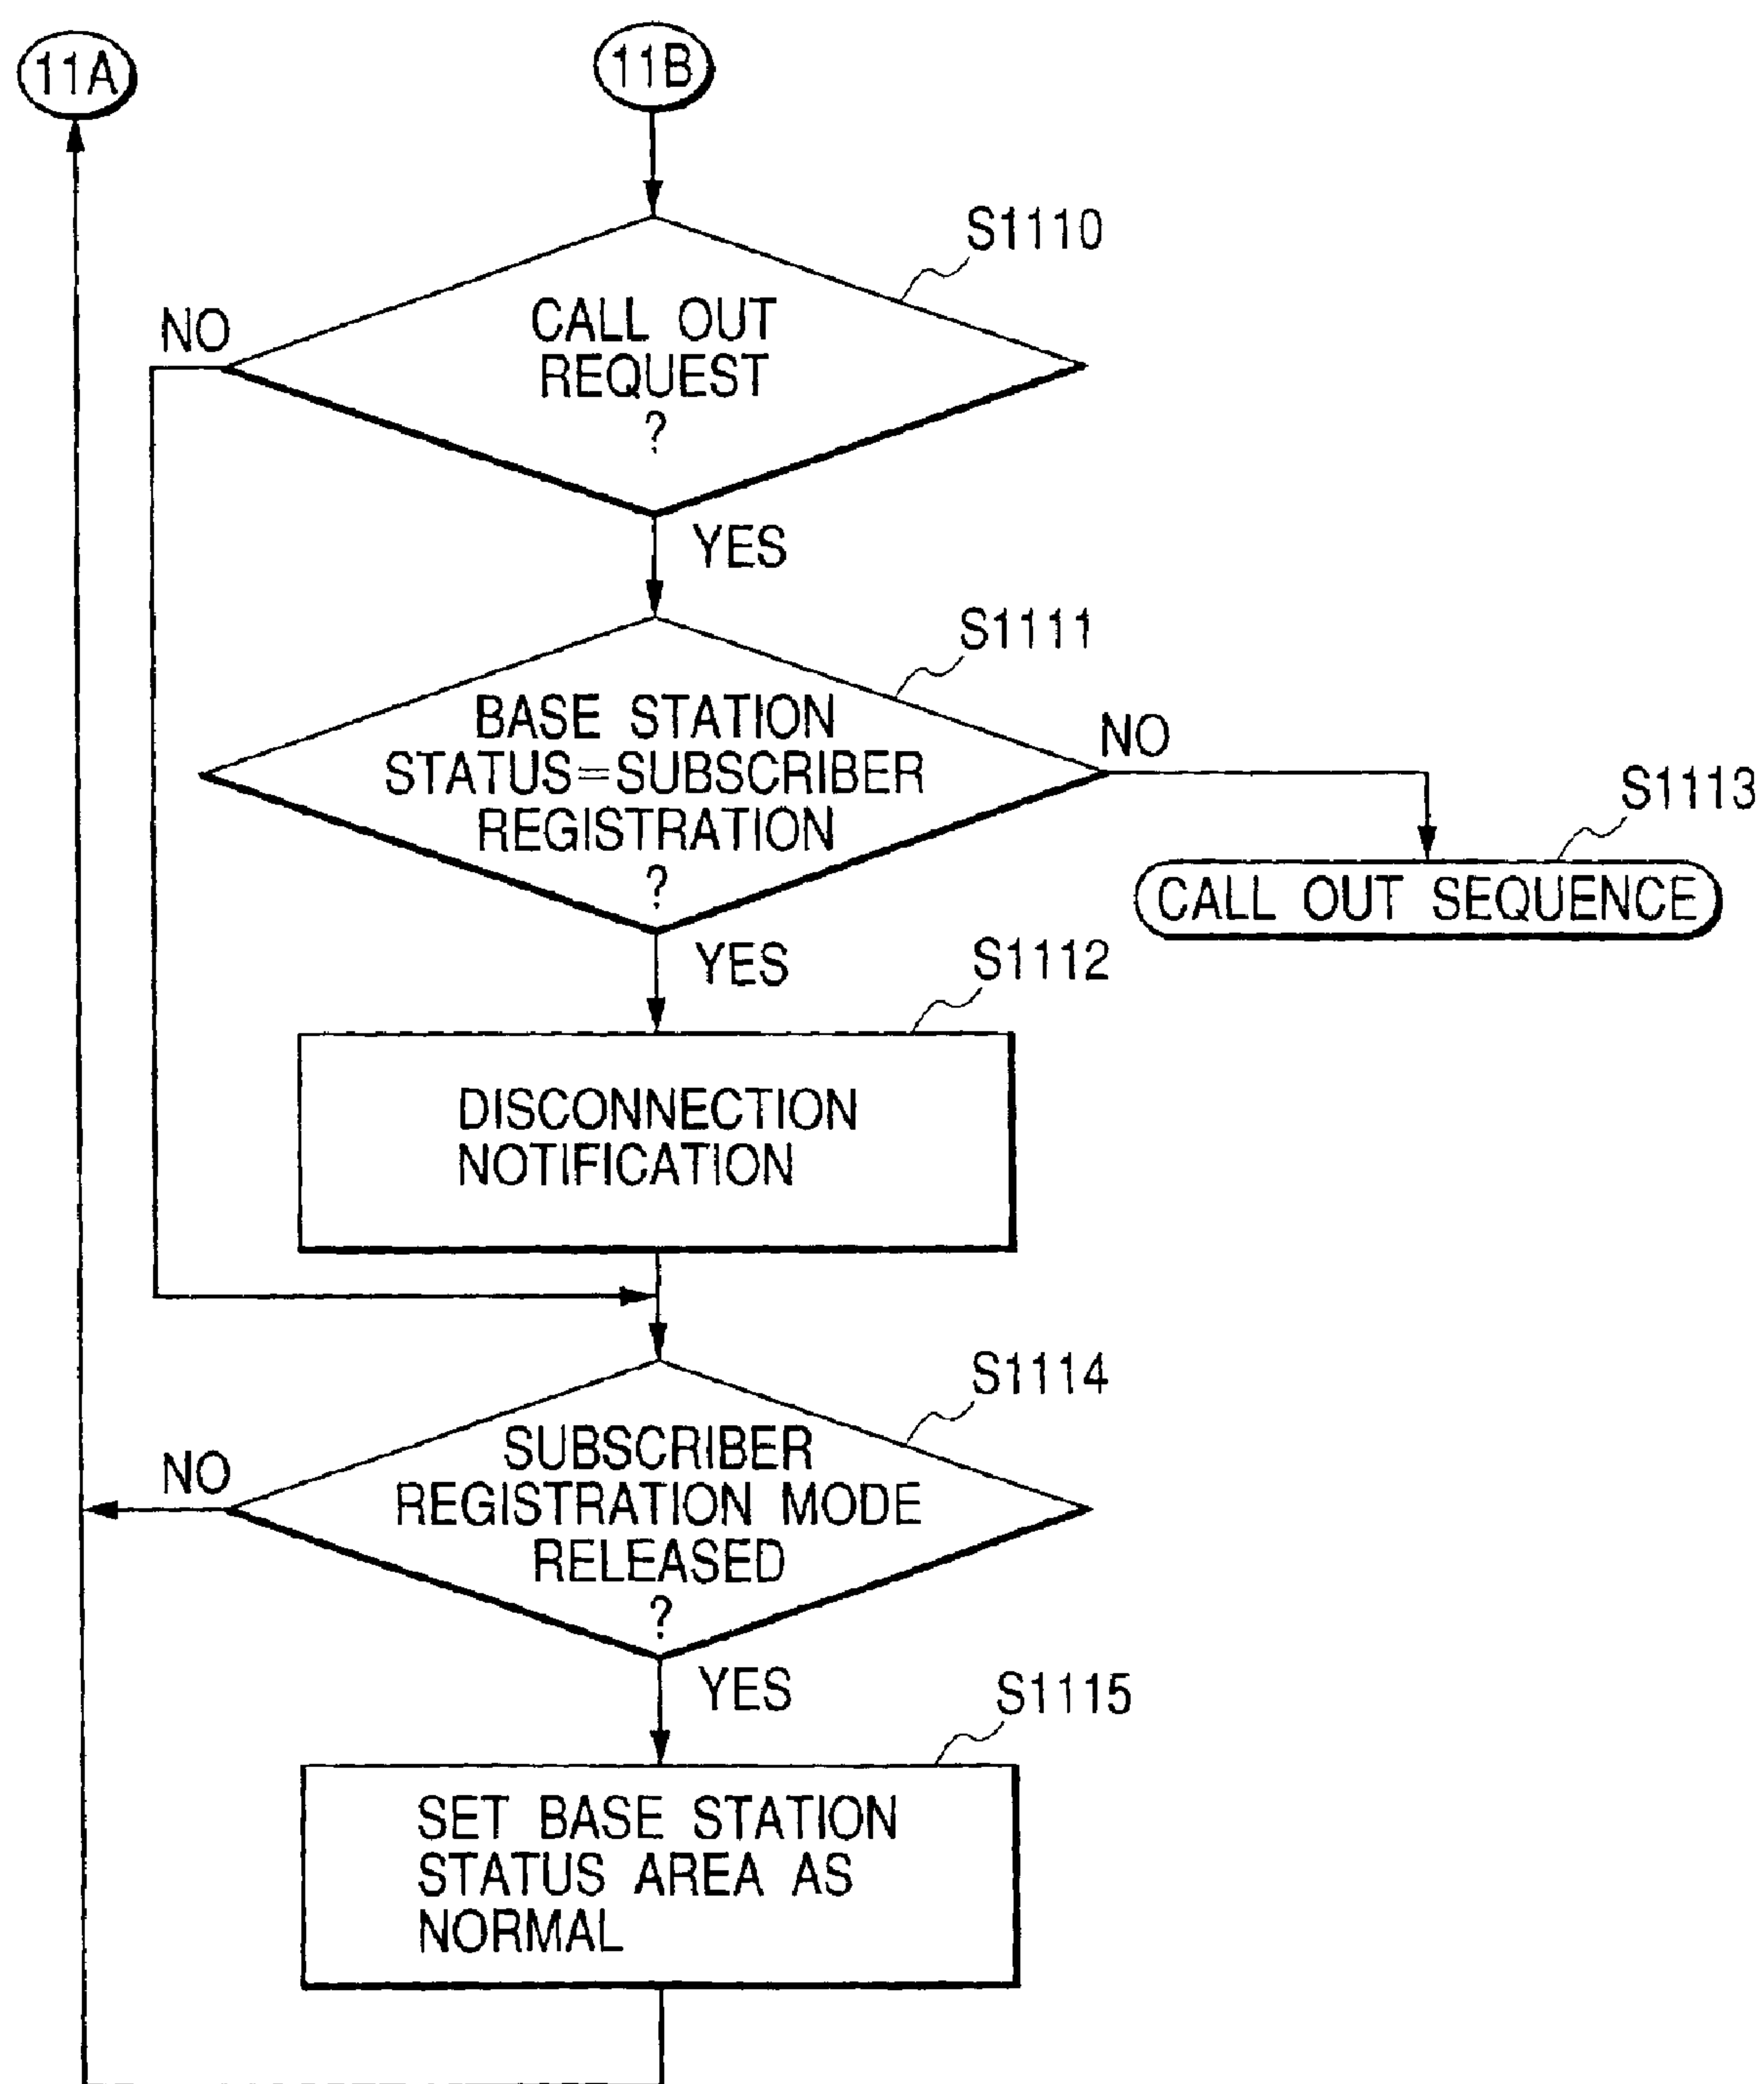 11A
11B
S1110
NO
CALL OUT
REQUEST
?
YES
S1111
BASE STATION
STATUS=SUBSCRIBER
REGISTRATION
?
NO
S1113
CALL OUT SEQUENCE
YES
S1112
DISCONNECTION
NOTIFICATION
S1114
NO
SUBSCRIBER
REGISTRATION MODE
RELEASED
?
YES
S1115
SET BASE STATION
STATUS AREA AS
NORMAL